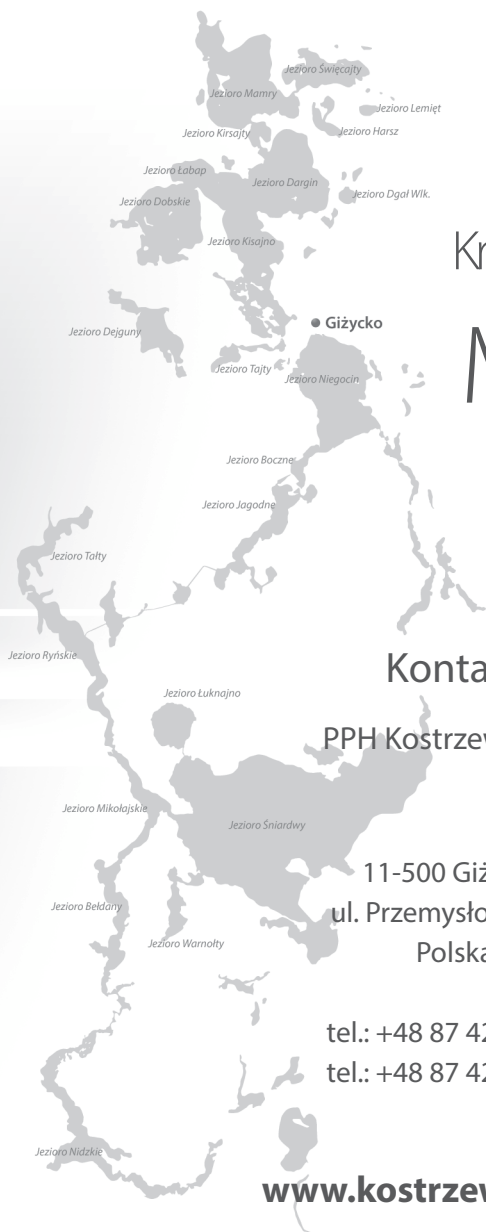 Jezioro Święcajty
Jezioro Mamry
Jezioro Lemięt
Jezioro Kirsajty
Jezioro Harsz
Jezioro Łabap
Jezioro Dargin
Jezioro Dgał Wlk.
Jezioro Dobskie
Jezioro Kisajno
Giżycko
Jezioro Dejguny
Jezioro Tajty
Jezioro Niegocin
Jezioro Boczne
Jezioro Jagodne
Jezioro Tałty
Jezioro Ryńskie
Konta
Jezioro Łuknajno
PPH Kostrzew
Jezioro Mikołajskie
Jezioro Śniardwy
11-500 Giż
Jezioro Bełdany
ul. Przemysło
Jezioro Warnołty
Polska
tel.: +48 87 42
tel.: +48 87 42
Jezioro Nidzkie
www.kostrzew